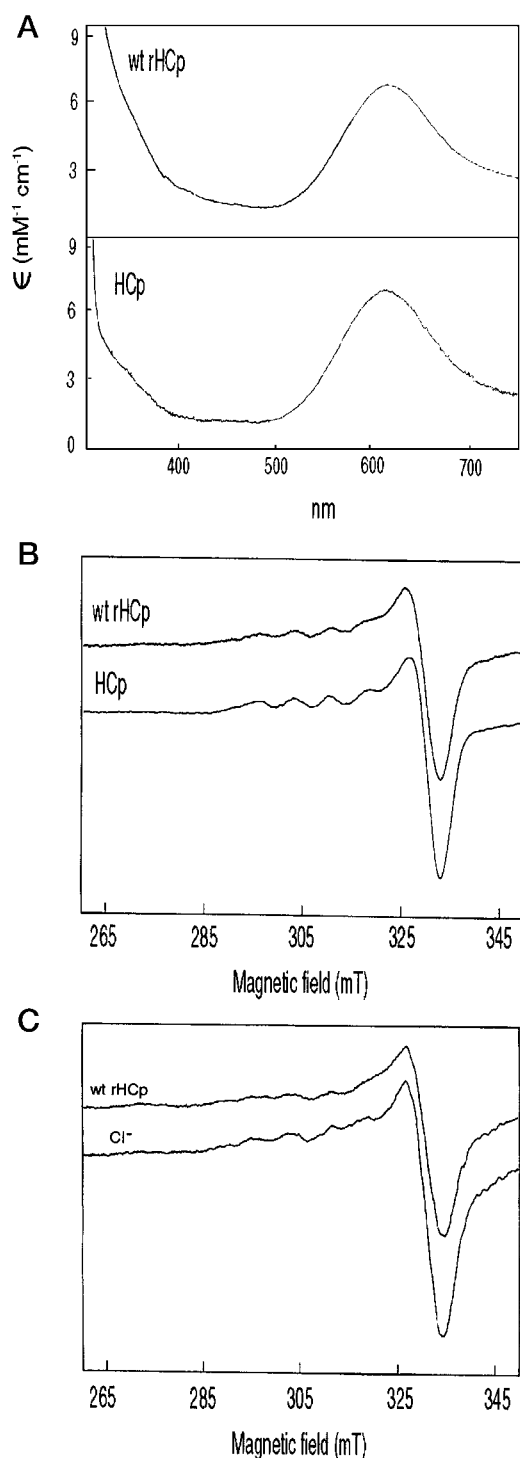 A
9
wt rHCp
6
3
ϵ (mM⁻¹ cm⁻¹)
9
HCp
6
3
0
400 500 600 700
nm
B
wt rHCp
HCp
265 285 305 325 345
Magnetic field (mT)
C
wt rHCp
Cl⁻
265 285 305 325 345
Magnetic field (mT)